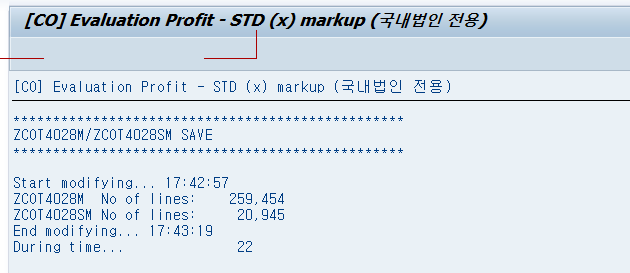 [CO] Evaluation Profit - STD (x) markup (국내법인 전용)
[CO] Evaluation Profit - STD (x) markup (국내법인 전용)
*************************************************
ZCOT4028M/ZCOT4028SM SAVE
*************************************************
Start modifying... 17:42:57
ZCOT4028M  No of lines:    259,454
ZCOT4028SM No of lines:     20,945
End modifying... 17:43:19
During time...              22